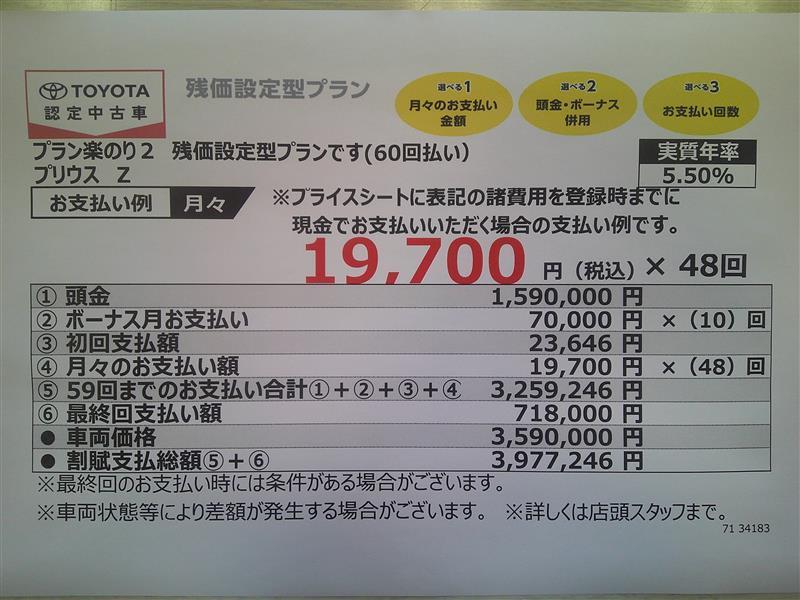 TOYOTA
認定中古車
残価設定型プラン
選べる1
月々のお支払い
金額
選べる2
頭金・ボーナス
併用
選べる3
お支払い回数
プラン楽のり２ 残価設定型プランです(60回払い)
プリウス Z
実質年率
5.50%
お支払い例 月々
※プライスシートに表記の諸費用を登録時までに
現金でお支払いいただく場合の支払い例です。
19,700 円（税込）× 48回
① 頭金 1,590,000 円
② ボーナス月お支払い 70,000 円 ×（10）回
③ 初回支払額 23,646 円
④ 月々のお支払い額 19,700 円 ×（48）回
⑤ 59回までのお支払い合計①＋②＋③＋④ 3,259,246 円
⑥ 最終回支払い額 718,000 円
● 車両価格 3,590,000 円
● 割賦支払総額⑤＋⑥ 3,977,246 円
※最終回のお支払い時には条件がある場合がございます。
※車両状態等により差額が発生する場合がございます。 ※詳しくは店頭スタッフまで。
71 34183